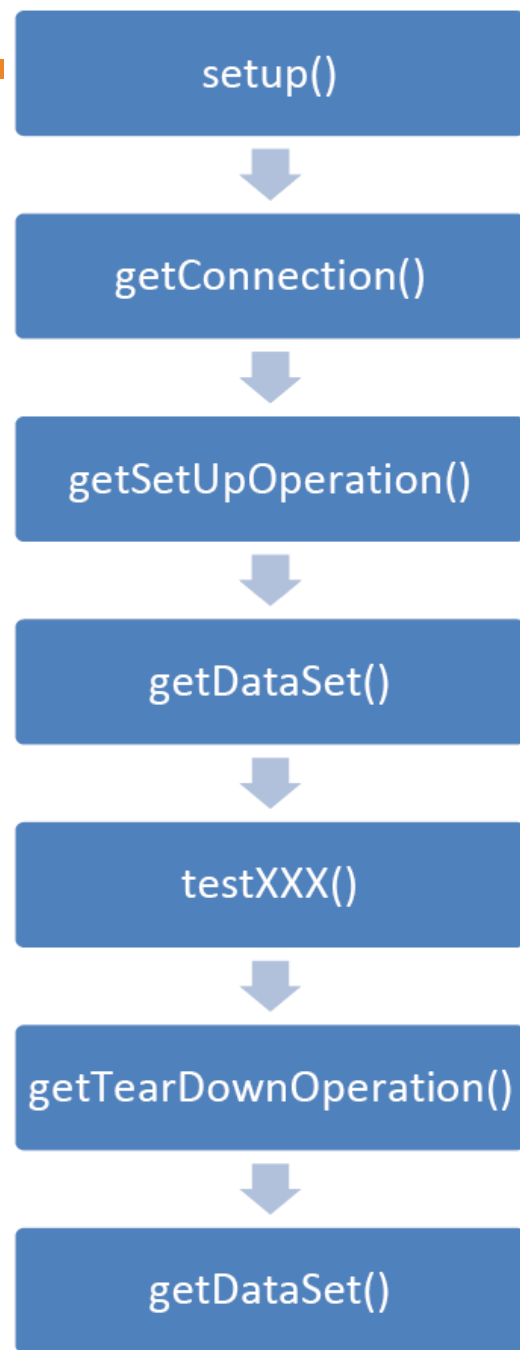 setup()
getConnection()
getSetUpOperation()
getDataSet()
testXXX()
getTearDownOperation()
getDataSet()